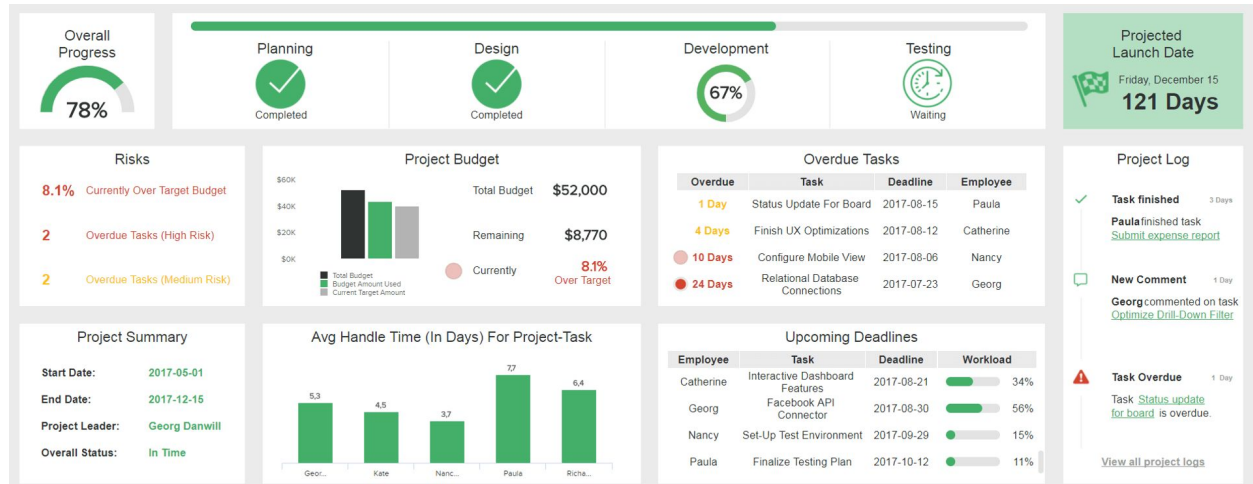 Overall
Progress
78%
Planning
Completed
Design
Completed
Development
67%
Testing
Waiting
Projected
Launch Date
Friday, December 15
121 Days
Risks
8.1% Currently Over Target Budget
2 Overdue Tasks (High Risk)
2 Overdue Tasks (Medium Risk)
Project Budget
$60K
$40K
$20K
$0K
Total Budget
Budget Amount Used
Current Target Amount
Total Budget $52,000
Remaining $8,770
Currently 8.1%
Over Target
Overdue Tasks
Overdue Task Deadline Employee
1 Day Status Update For Board 2017-08-15 Paula
4 Days Finish UX Optimizations 2017-08-12 Catherine
10 Days Configure Mobile View 2017-08-06 Nancy
24 Days Relational Database Connections 2017-07-23 Georg
Project Log
Task finished 3 Days
Paula finished task
Submit expense report
New Comment 1 Day
Georg commented on task
Optimize Drill-Down Filter
Task Overdue 1 Day
Task Status update
for board is overdue.
View all project logs
Project Summary
Start Date: 2017-05-01
End Date: 2017-12-15
Project Leader: Georg Danwill
Overall Status: In Time
Avg Handle Time (In Days) For Project-Task
5,3
4,5
3,7
7,7
6,4
Geor...
Kate
Nanc...
Paula
Richa...
Upcoming Deadlines
Employee Task Deadline Workload
Catherine Interactive Dashboard Features 2017-08-21 34%
Georg Facebook API Connector 2017-08-30 56%
Nancy Set-Up Test Environment 2017-09-29 15%
Paula Finalize Testing Plan 2017-10-12 11%